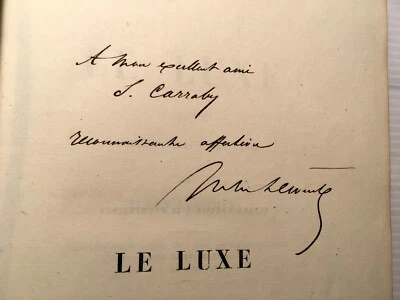 A mon excellent ami
S. Carraby
reconnaissante affection
LE LUXE